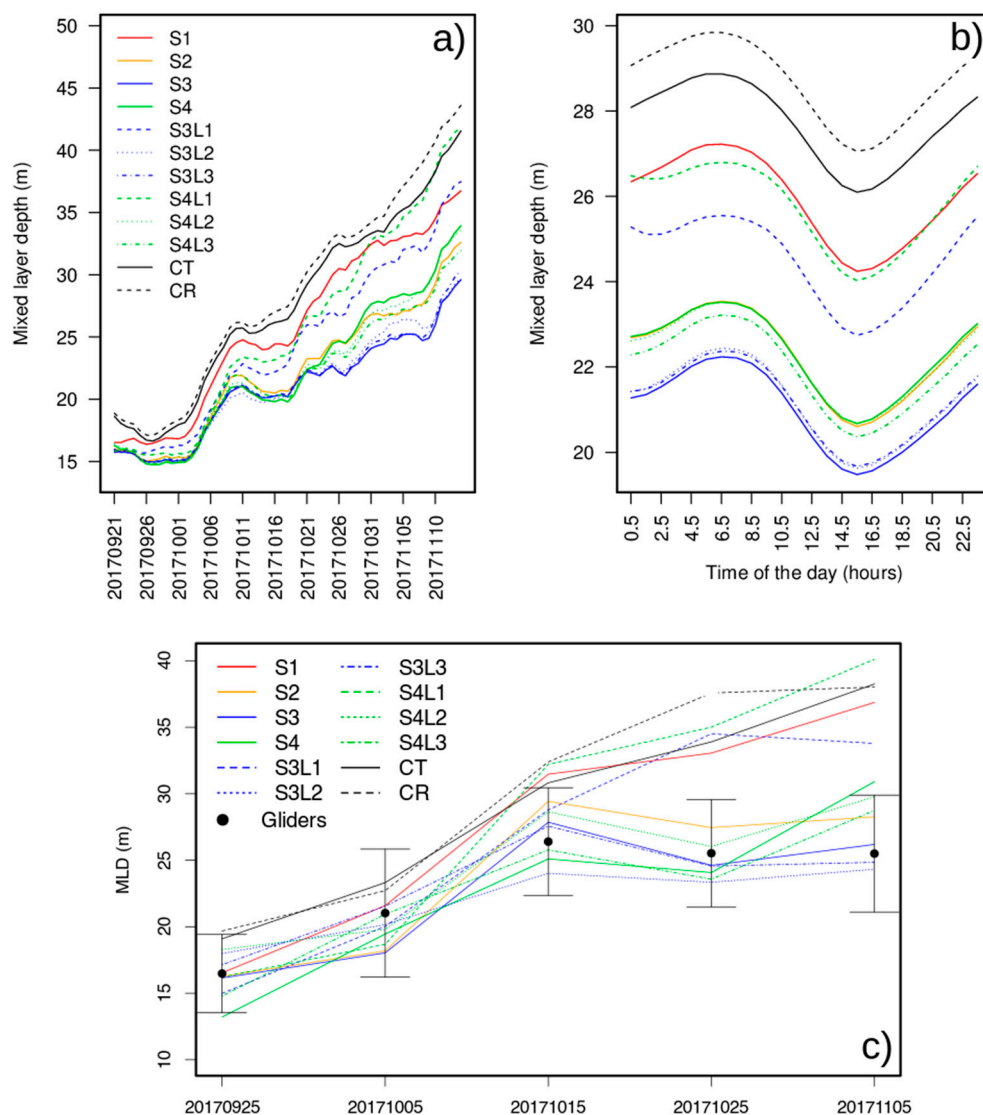 a)
Mixed layer depth (m)
50
45
40
35
30
25
20
15
S1
S2
S3
S4
S3L1
S3L2
S3L3
S4L1
S4L2
S4L3
CT
CR
20170921
20170926
20171001
20171006
20171011
20171016
20171021
20171026
20171031
20171105
20171110
b)
Mixed layer depth (m)
30
28
26
24
22
20
0.5
2.5
4.5
6.5
8.5
10.5
12.5
14.5
16.5
18.5
20.5
22.5
Time of the day (hours)
MLD (m)
40
35
30
25
20
15
10
S1
S2
S3
S4
S3L1
S3L2
Gliders
S3L3
S4L1
S4L2
S4L3
CT
CR
c)
20170925
20171005
20171015
20171025
20171105